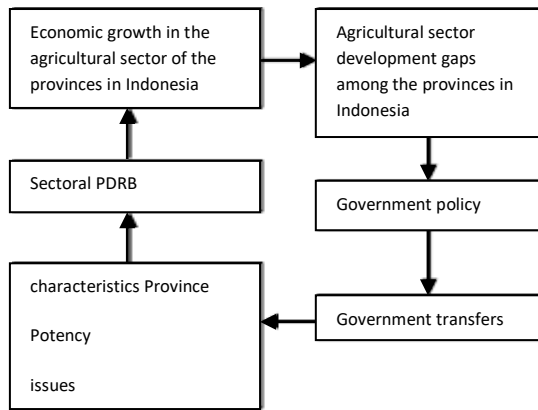 Economic growth in the
agricultural sector of the
provinces in Indonesia
Agricultural sector
development gaps
among the provinces in
Indonesia
Sectoral PDRB
Government policy
characteristics Province
Potency
issues
Government transfers